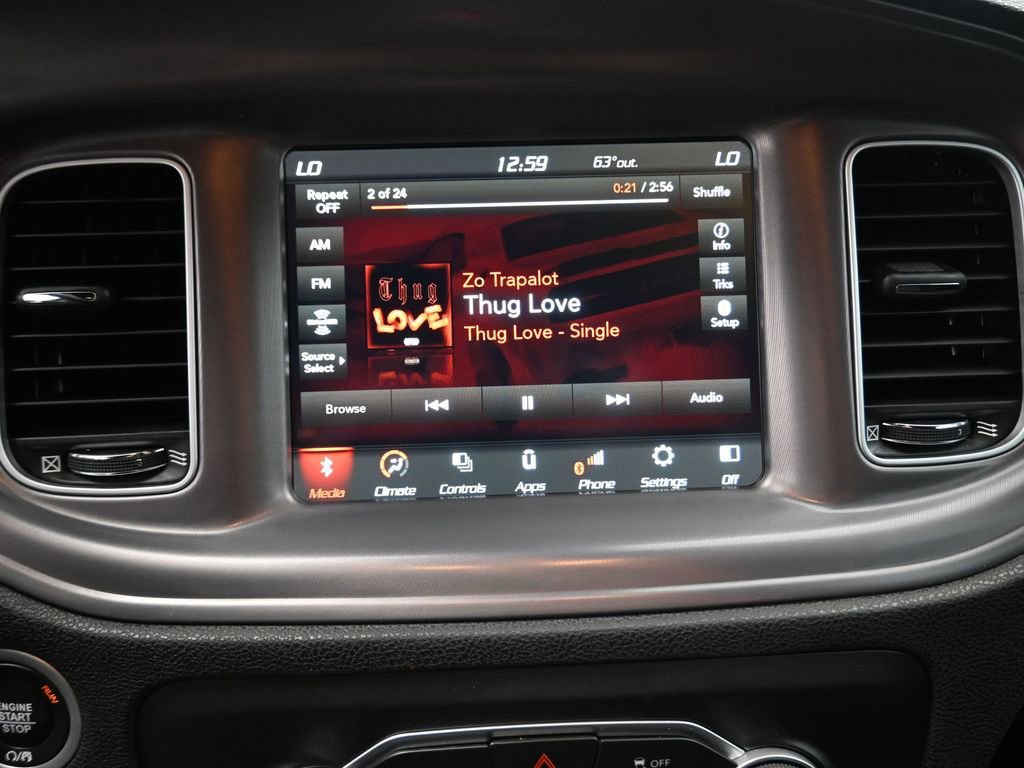 LO
12:59
63°out.
LO
Repeat
OFF
2 of 24
0:21 / 2:56
Shuffle
AM
FM
Source
Select
Thug
LOVE
Zo Trapalot
Thug Love
Thug Love - Single
Info
Trks
Setup
Browse
Audio
Media
Climate
Controls
Apps
Phone
Settings
Off
RUN
ENGINE
START
STOP
OFF